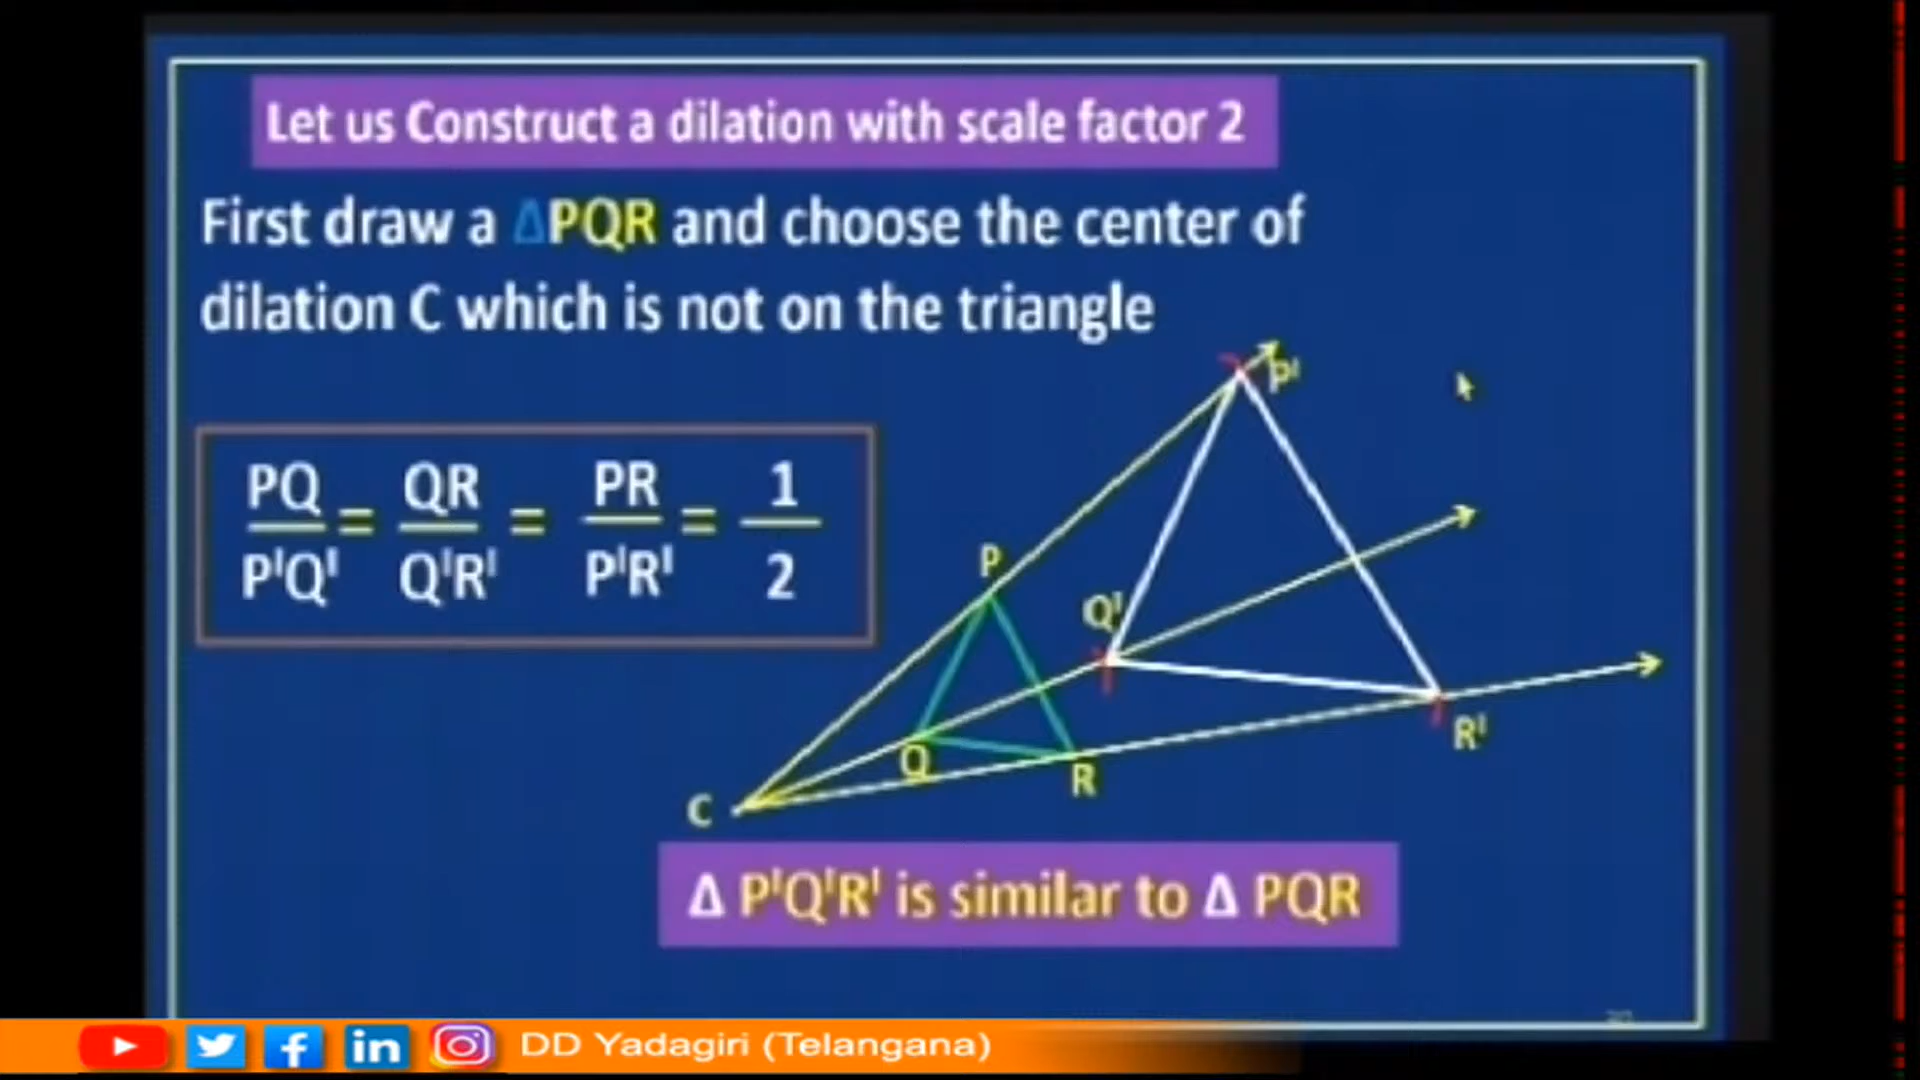 Let us Construct a dilation with scale factor 2
First draw a ΔPQR and choose the center of
dilation C which is not on the triangle
PQ/P'Q' = QR/Q'R' = PR/P'R' = 1/2
P'
P
Q'
Q
R
R'
C
Δ P'Q'R' is similar to Δ PQR
DD Yadagiri (Telangana)